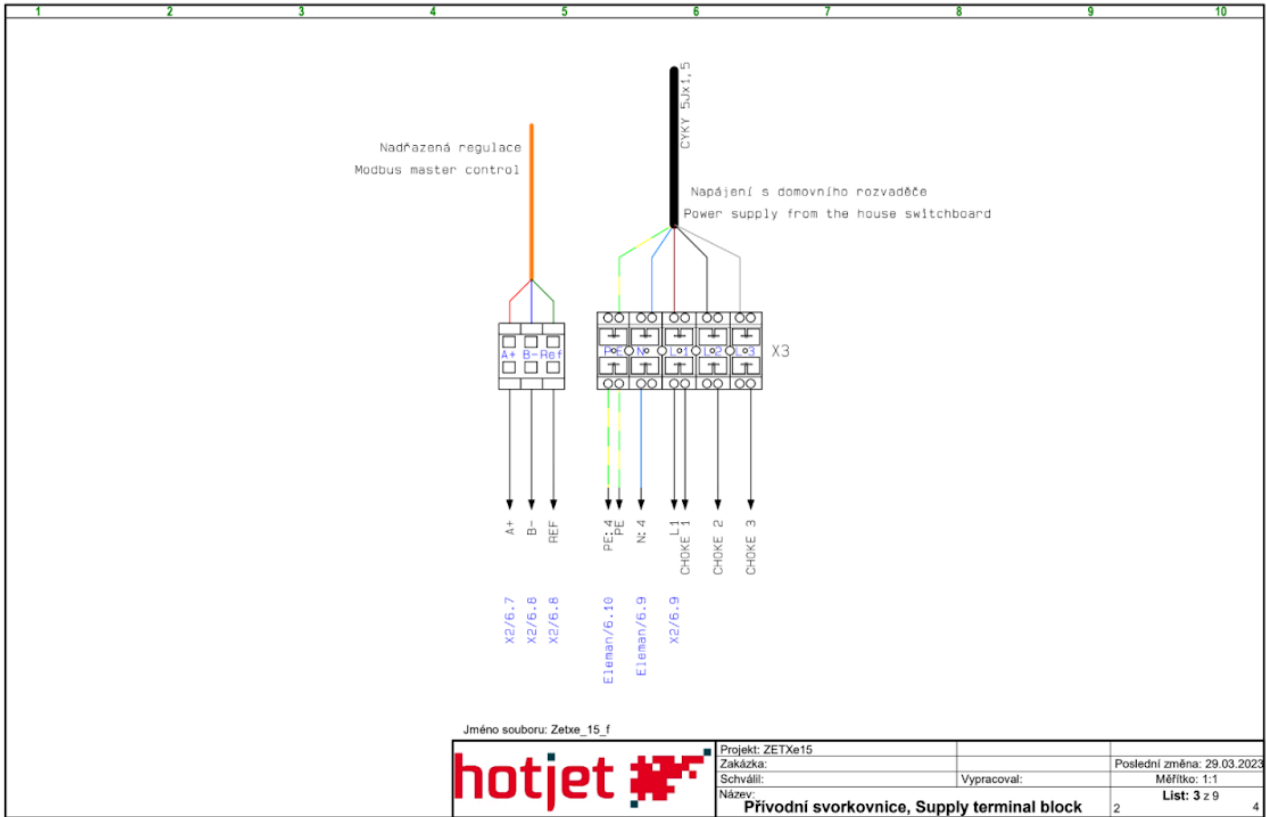 1 2 3 4 5 6 7 8 9 10
CYKY 5Jx1,5
Nadřazená regulace
Modbus master control
Napájení s domovního rozvaděče
Power supply from the house switchboard
A+ B- Ref
PE N L1 L2 L3
X3
A+
B-
REF
PE:4
PE
N:4
L1
CHOKE 1
CHOKE 2
CHOKE 3
X2/6.7
X2/6.8
X2/6.8
Eleman/6.10
Eleman/6.9
X2/6.9
Jméno souboru: Zetxe_15_f
hotjet
Projekt: ZETXe15
Zakázka:
Poslední změna: 29.03.2023
Schválil:
Vypracoval:
Měřítko: 1:1
Název:
Přívodní svorkovnice, Supply terminal block
List: 3 z 9
2
4